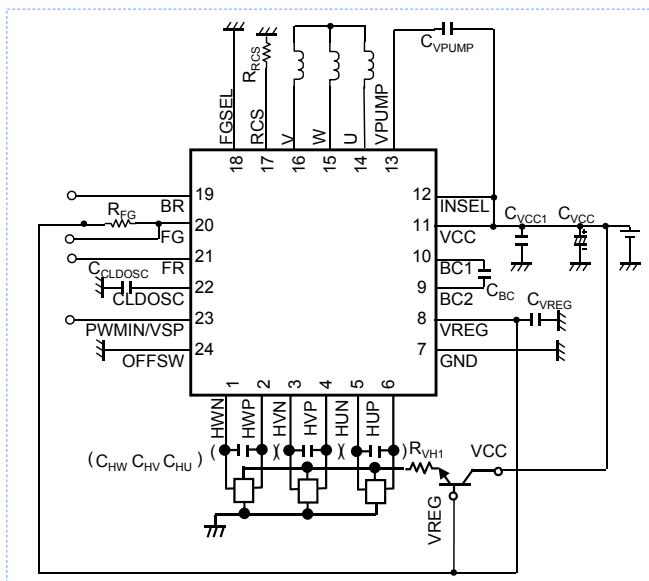 CVPUMP
RRCS
FGSEL
RCS
V
W
U
VPUMP
18
17
16
15
14
13
19
BR
RFG
20
FG
21
FR
CCLDOSC
22
CLDOSC
23
PWMIN/VSP
24
OFFSW
12
INSEL
11
VCC
CVCC1
CVCC
10
BC1
9
BC2
CBC
8
VREG
CVREG
7
GND
1
2
3
4
5
6
HWN
HWP
HVN
HVP
HUN
HUP
(CHW CHV CHU)
( )( )( )
RVH1
VCC
VREG